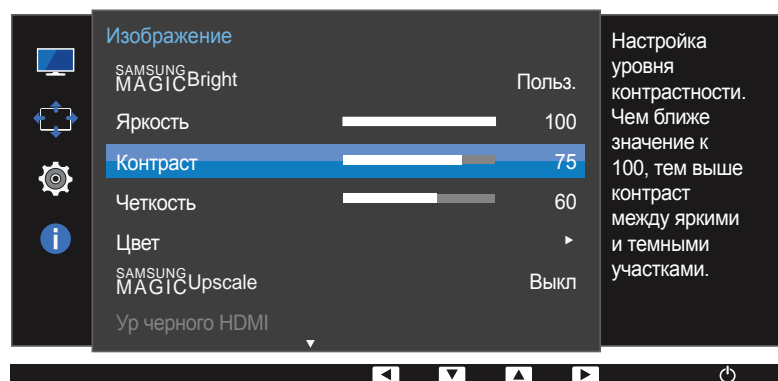 Изображение
SAMSUNG
MAGICBright Польз.
Яркость 100
Контраст 75
Четкость 60
Цвет
SAMSUNG
MAGICUpscale Выкл
Ур черного HDMI
Настройка
уровня
контрастности.
Чем ближе
значение к
100, тем выше
контраст
между яркими
и темными
участками.